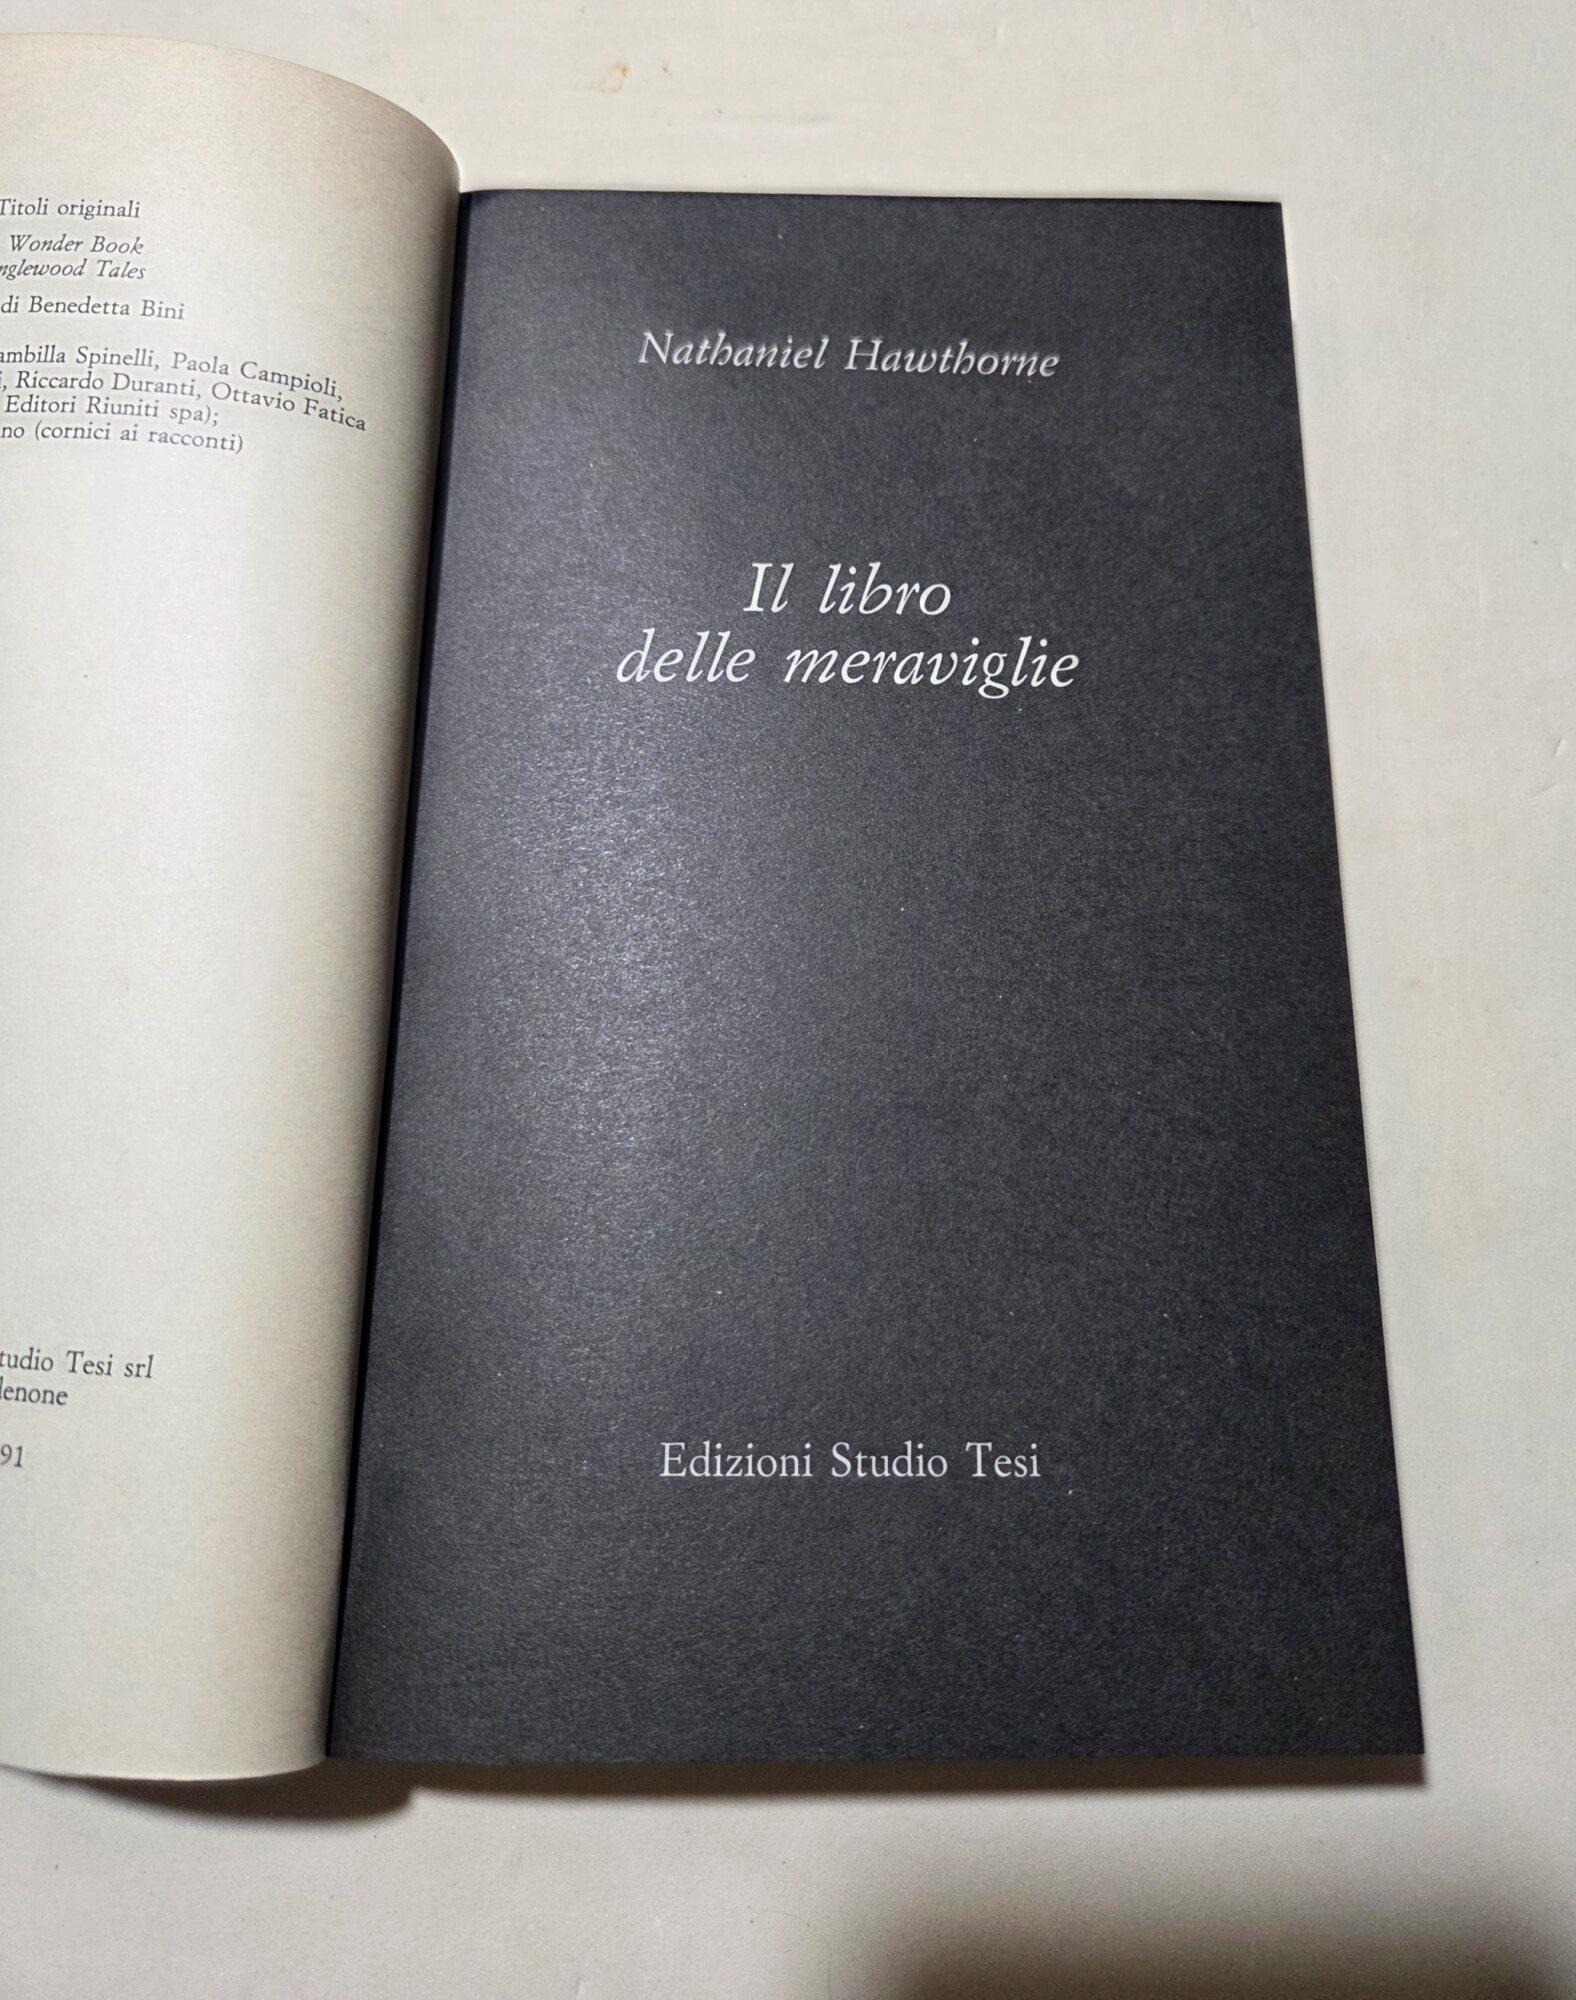 Titoli originali
Wonder Book
nglewood Tales
di Benedetta Bini
ambilla Spinelli, Paola Campioli,
i, Riccardo Duranti, Ottavio Fatica
Editori Riuniti spa);
no (cornici ai racconti)
tudio Tesi srl
denone
91
Nathaniel Hawthorne
Il libro
delle meraviglie
Edizioni Studio Tesi